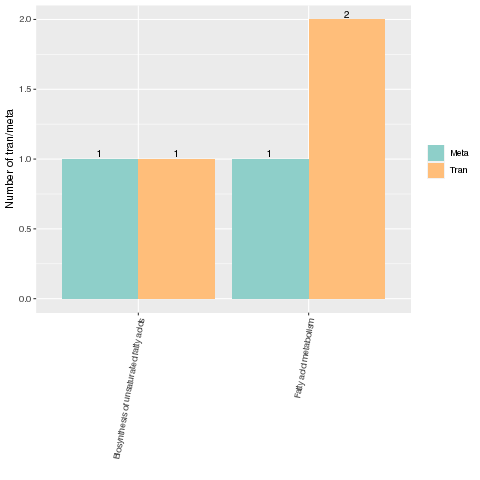 2
2.0
1.5
Number of tran/meta
1 1 1
Meta
1.0
Tran
0.5
0.0
Biosynthesis of unsaturated fatty acids
Fatty acid metabolism